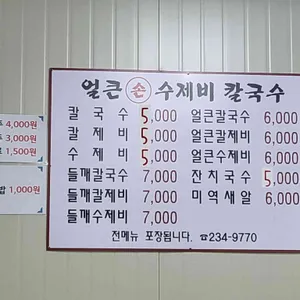 얼큰 손 수제비 칼국수
칼국수 5,000 얼큰칼국수 6,000
칼제비 5,000 얼큰칼제비 6,000
수제비 5,000 얼큰수제비 6,000
들깨칼국수 7,000 잔치국수 5,000
들깨칼제비 7,000 미역새알 6,000
들깨수제비 7,000
전메뉴 포장됩니다. ☎234-9770
4,000원
3,000원
1,500원
밥 1,000원